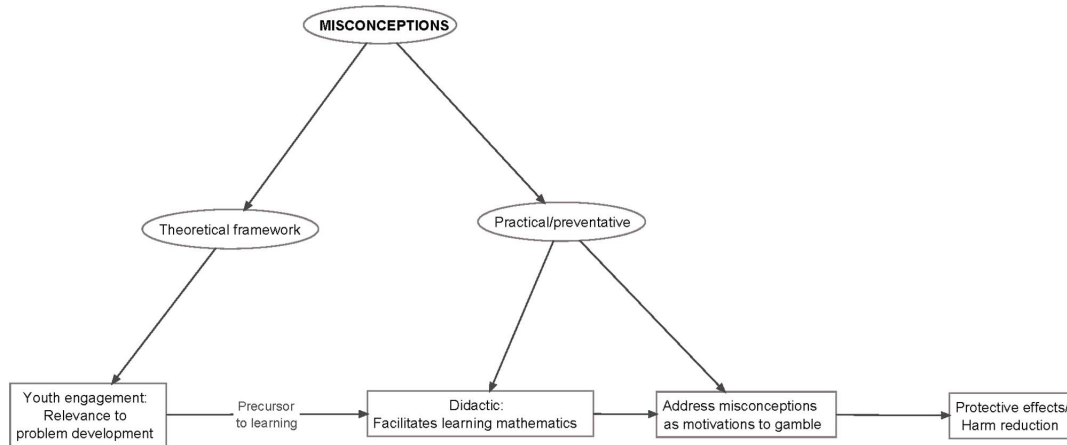 MISCONCEPTIONS
Theoretical framework
Practical/preventative
Youth engagement:
Relevance to
problem development
Precursor
to learning
Didactic:
Facilitates learning mathematics
Address misconceptions
as motivations to gamble
Protective effects/
Harm reduction